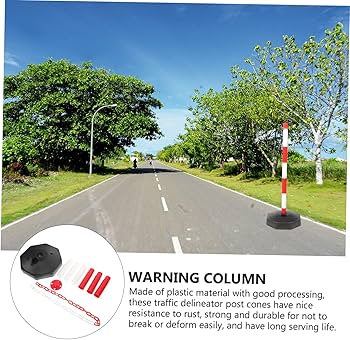 WARNING COLUMN
Made of plastic material with good processing,
these traffic delineator post cones have nice
resistance to rust, strong and durable for not to
break or deform easily, and have long serving life.